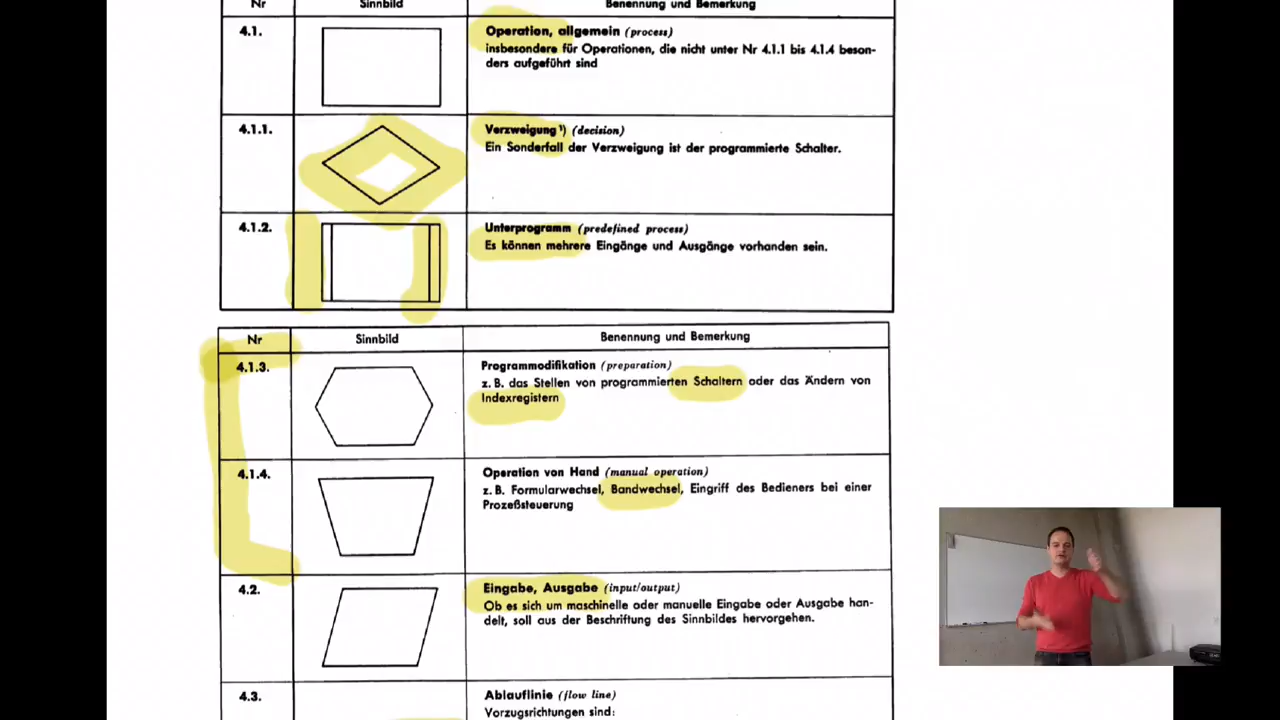 Nr Sinnbild Benennung und Bemerkung
4.1. Operation, allgemein (process)
insbesondere für Operationen, die nicht unter Nr 4.1.1 bis 4.1.4 beson-
ders aufgeführt sind
4.1.1. Verzweigung¹) (decision)
Ein Sonderfall der Verzweigung ist der programmierte Schalter.
4.1.2. Unterprogramm (predefined process)
Es können mehrere Eingänge und Ausgänge vorhanden sein.
Nr Sinnbild Benennung und Bemerkung
4.1.3. Programmodifikation (preparation)
z. B. das Stellen von programmierten Schaltern oder das Ändern von
Indexregistern
4.1.4. Operation von Hand (manual operation)
z. B. Formularwechsel, Bandwechsel, Eingriff des Bedieners bei einer
Prozeßsteuerung
4.2. Eingabe, Ausgabe (input/output)
Ob es sich um maschinelle oder manuelle Eingabe oder Ausgabe han-
delt, soll aus der Beschriftung des Sinnbildes hervorgehen.
4.3. Ablauflinie (flow line)
Vorzugsrichtungen sind: